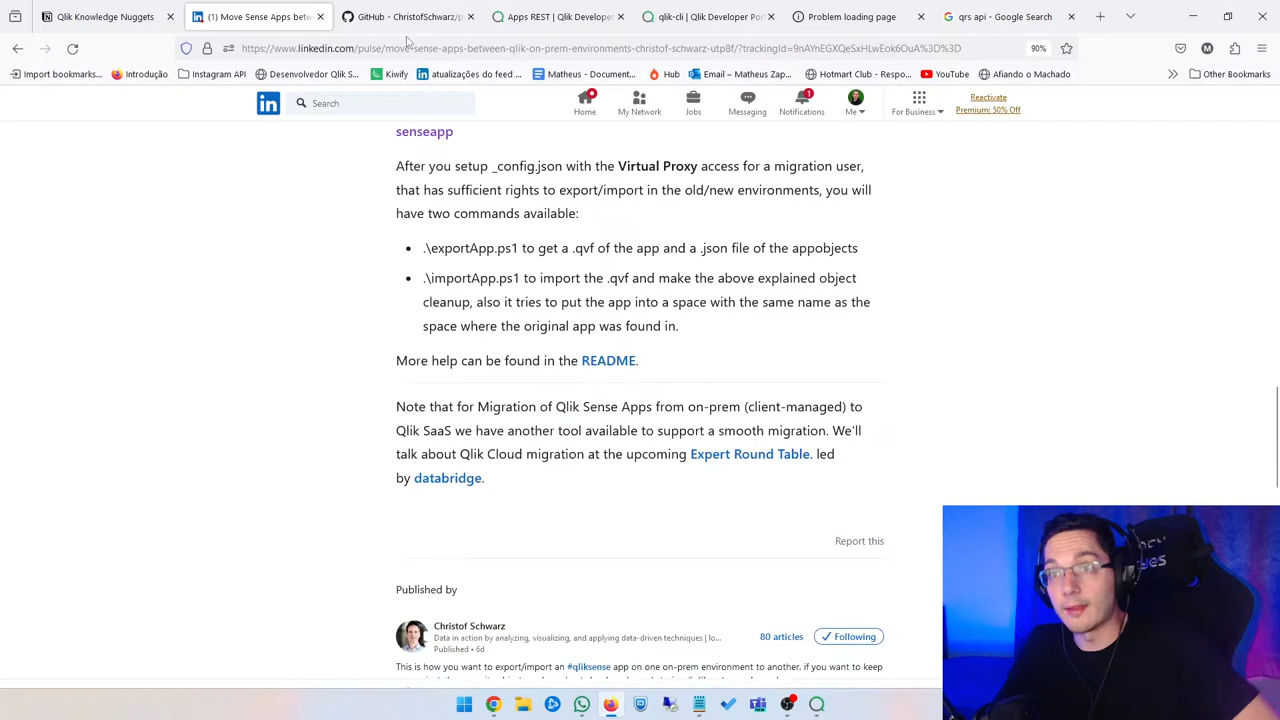 Qlik Knowledge Nuggets
(1) Move Sense Apps betw
GitHub - ChristofSchwarz/p
Apps REST | Qlik Developer
qlik-cli | Qlik Developer Por
Problem loading page
qrs api - Google Search
https://www.linkedin.com/pulse/move-sense-apps-between-qlik-on-prem-environments-christof-schwarz-utp8f/?trackingId=9nAYnEGXQeSxHLwEok6OuA%3D%3D
90%
M
Import bookmarks...
Introdução
Instagram API
Desenvolvedor Qlik S...
Kiwify
atualizações do feed ...
Matheus - Document...
Hub
Email – Matheus Zap...
Hotmart Club - Respo...
YouTube
Afiando o Machado
Other Bookmarks
in
Search
Home
My Network
Jobs
Messaging
1
Notifications
Me
For Business
Reactivate
Premium: 50% Off
senseapp
After you setup _config.json with the Virtual Proxy access for a migration user,
that has sufficient rights to export/import in the old/new environments, you will
have two commands available:
• .\exportApp.ps1 to get a .qvf of the app and a .json file of the appobjects
• .\importApp.ps1 to import the .qvf and make the above explained object
cleanup, also it tries to put the app into a space with the same name as the
space where the original app was found in.
More help can be found in the README.
Note that for Migration of Qlik Sense Apps from on-prem (client-managed) to
Qlik SaaS we have another tool available to support a smooth migration. We'll
talk about Qlik Cloud migration at the upcoming Expert Round Table. led
by databridge.
Report this
Published by
Christof Schwarz
Data in action by analyzing, visualizing, and applying data-driven techniques | lo...
Published • 6d
80 articles
✓ Following
This is how you want to export/import an #qliksense app on one on-prem environment to another, if you want to keep